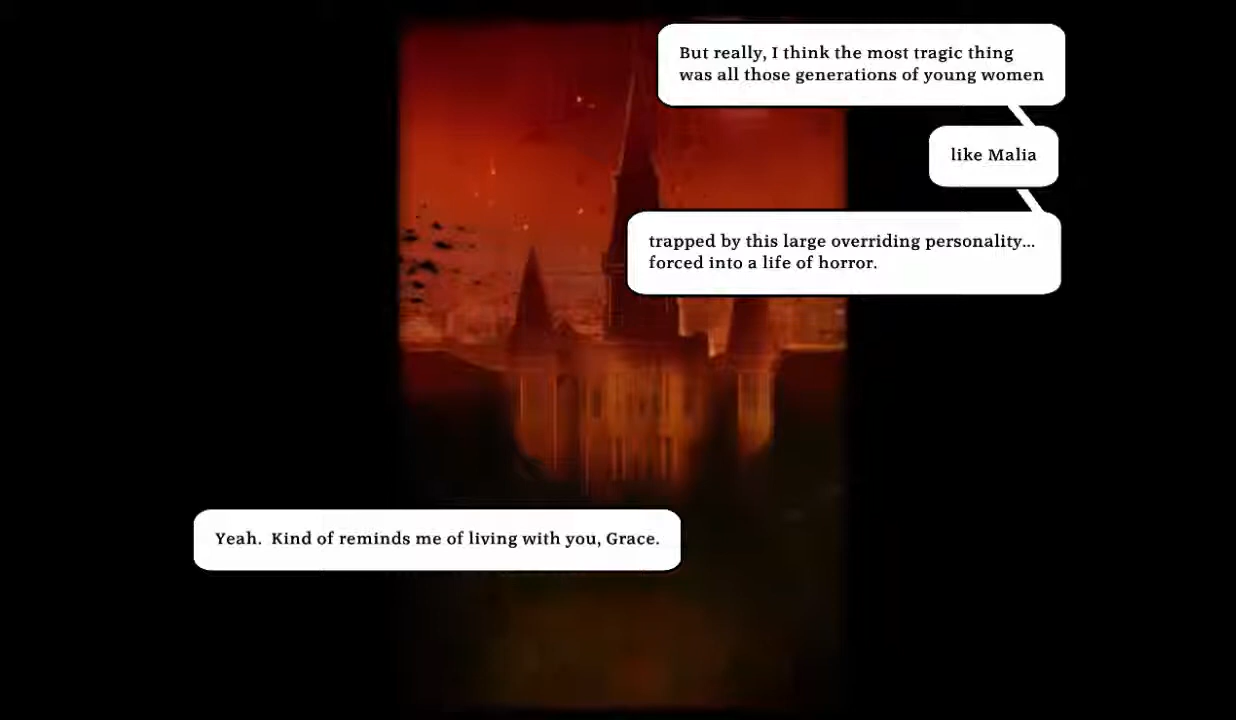 But really, I think the most tragic thing
was all those generations of young women
like Malia
trapped by this large overriding personality...
forced into a life of horror.
Yeah.  Kind of reminds me of living with you, Grace.